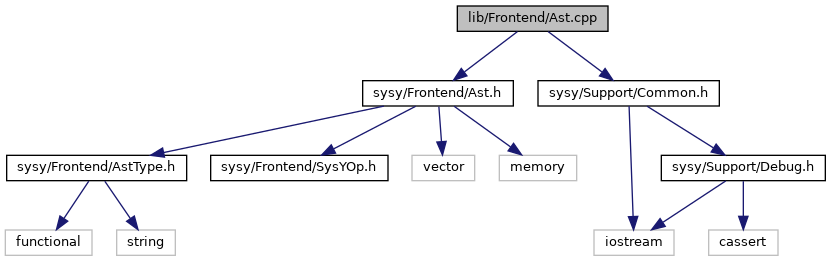 lib/Frontend/Ast.cpp
sysy/Frontend/Ast.h
sysy/Support/Common.h
sysy/Frontend/AstType.h
sysy/Frontend/SysYOp.h
vector
memory
sysy/Support/Debug.h
functional
string
iostream
cassert